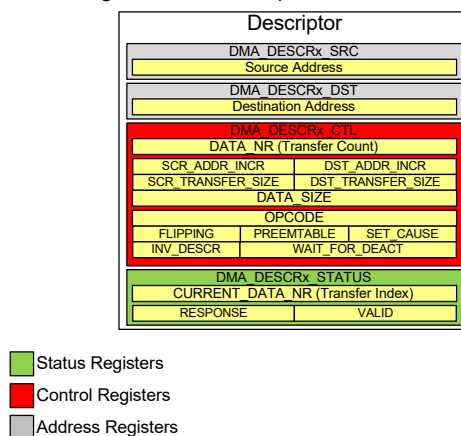 Descriptor
DMA_DESCRx_SRC
Source Address
DMA_DESCRx_DST
Destination Address
DMA_DESCRx_CTL
DATA_NR (Transfer Count)
SCR_ADDR_INCR DST_ADDR_INCR
SCR_TRANSFER_SIZE DST_TRANSFER_SIZE
DATA_SIZE
OPCODE
FLIPPING PREEMTABLE SET_CAUSE
INV_DESCR WAIT_FOR_DEACT
DMA_DESCRx_STATUS
CURRENT_DATA_NR (Transfer Index)
RESPONSE VALID
Status Registers
Control Registers
Address Registers